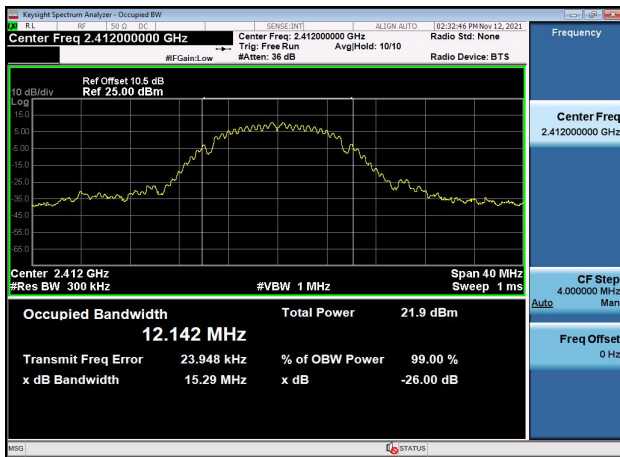 Keysight Spectrum Analyzer - Occupied BW
RL RF 50 Ω DC SENSE:INT ALIGN AUTO 02:32:46 PM Nov 12, 2021
Center Freq 2.412000000 GHz
Center Freq: 2.412000000 GHz
Radio Std: None
Trig: Free Run Avg|Hold: 10/10
#IFGain:Low
#Atten: 36 dB
Radio Device: BTS
Frequency
Ref Offset 10.5 dB
10 dB/div Ref 25.00 dBm
Log
15.0
5.00
-5.00
-15.0
-25.0
-35.0
-45.0
-55.0
-65.0
Center 2.412 GHz Span 40 MHz
#Res BW 300 kHz #VBW 1 MHz Sweep 1 ms
Occupied Bandwidth Total Power 21.9 dBm
12.142 MHz
Transmit Freq Error 23.948 kHz % of OBW Power 99.00 %
x dB Bandwidth 15.29 MHz x dB -26.00 dB
Center Freq
2.412000000 GHz
CF Step
4.000000 MHz
Auto Man
Freq Offset
0 Hz
MSG STATUS